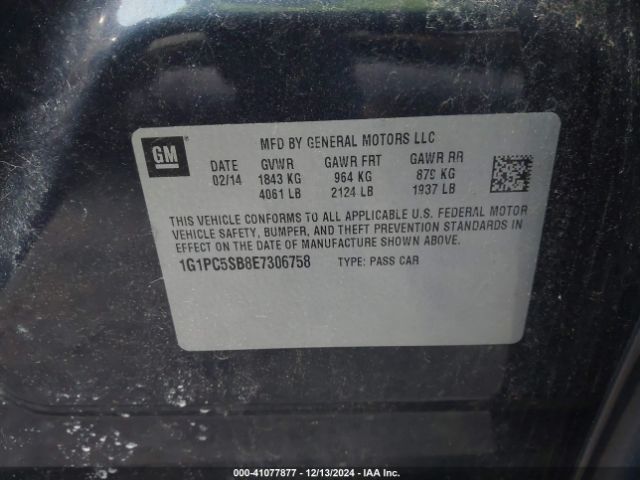 GM
MFD BY GENERAL MOTORS LLC
DATE GVWR GAWR FRT GAWR RR
02/14 1843 KG 964 KG 879 KG
4061 LB 2124 LB 1937 LB
THIS VEHICLE CONFORMS TO ALL APPLICABLE U.S. FEDERAL MOTOR
VEHICLE SAFETY, BUMPER, AND THEFT PREVENTION STANDARDS IN
EFFECT ON THE DATE OF MANUFACTURE SHOWN ABOVE.
1G1PC5SB8E7306758 TYPE: PASS CAR
000-41077877 - 12/13/2024 - IAA Inc.